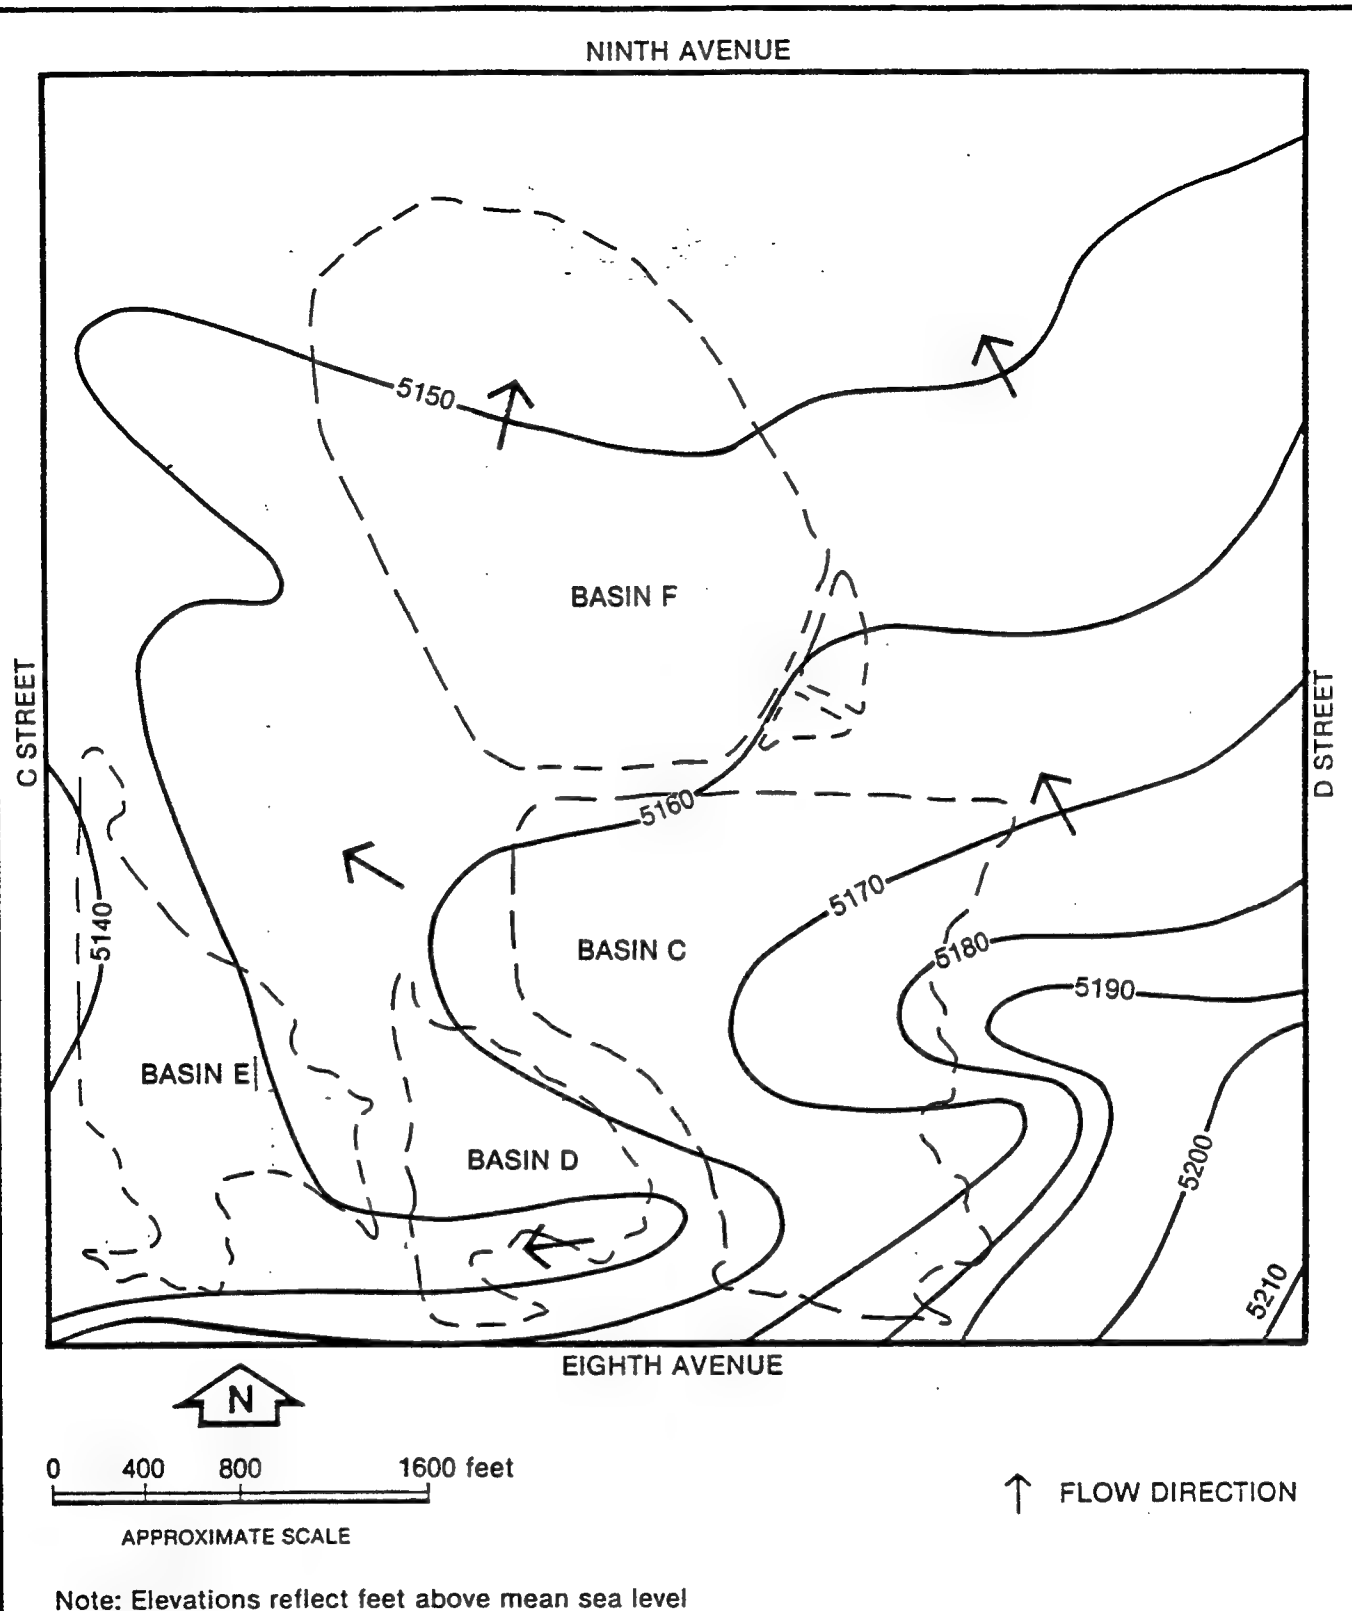 NINTH AVENUE
5150
BASIN F
C STREET
D STREET
5160
5170
5140
BASIN C
5180
5190
BASIN E
BASIN D
5200
5210
EIGHTH AVENUE
N
0 400 800 1600 feet
APPROXIMATE SCALE
FLOW DIRECTION
Note: Elevations reflect feet above mean sea level